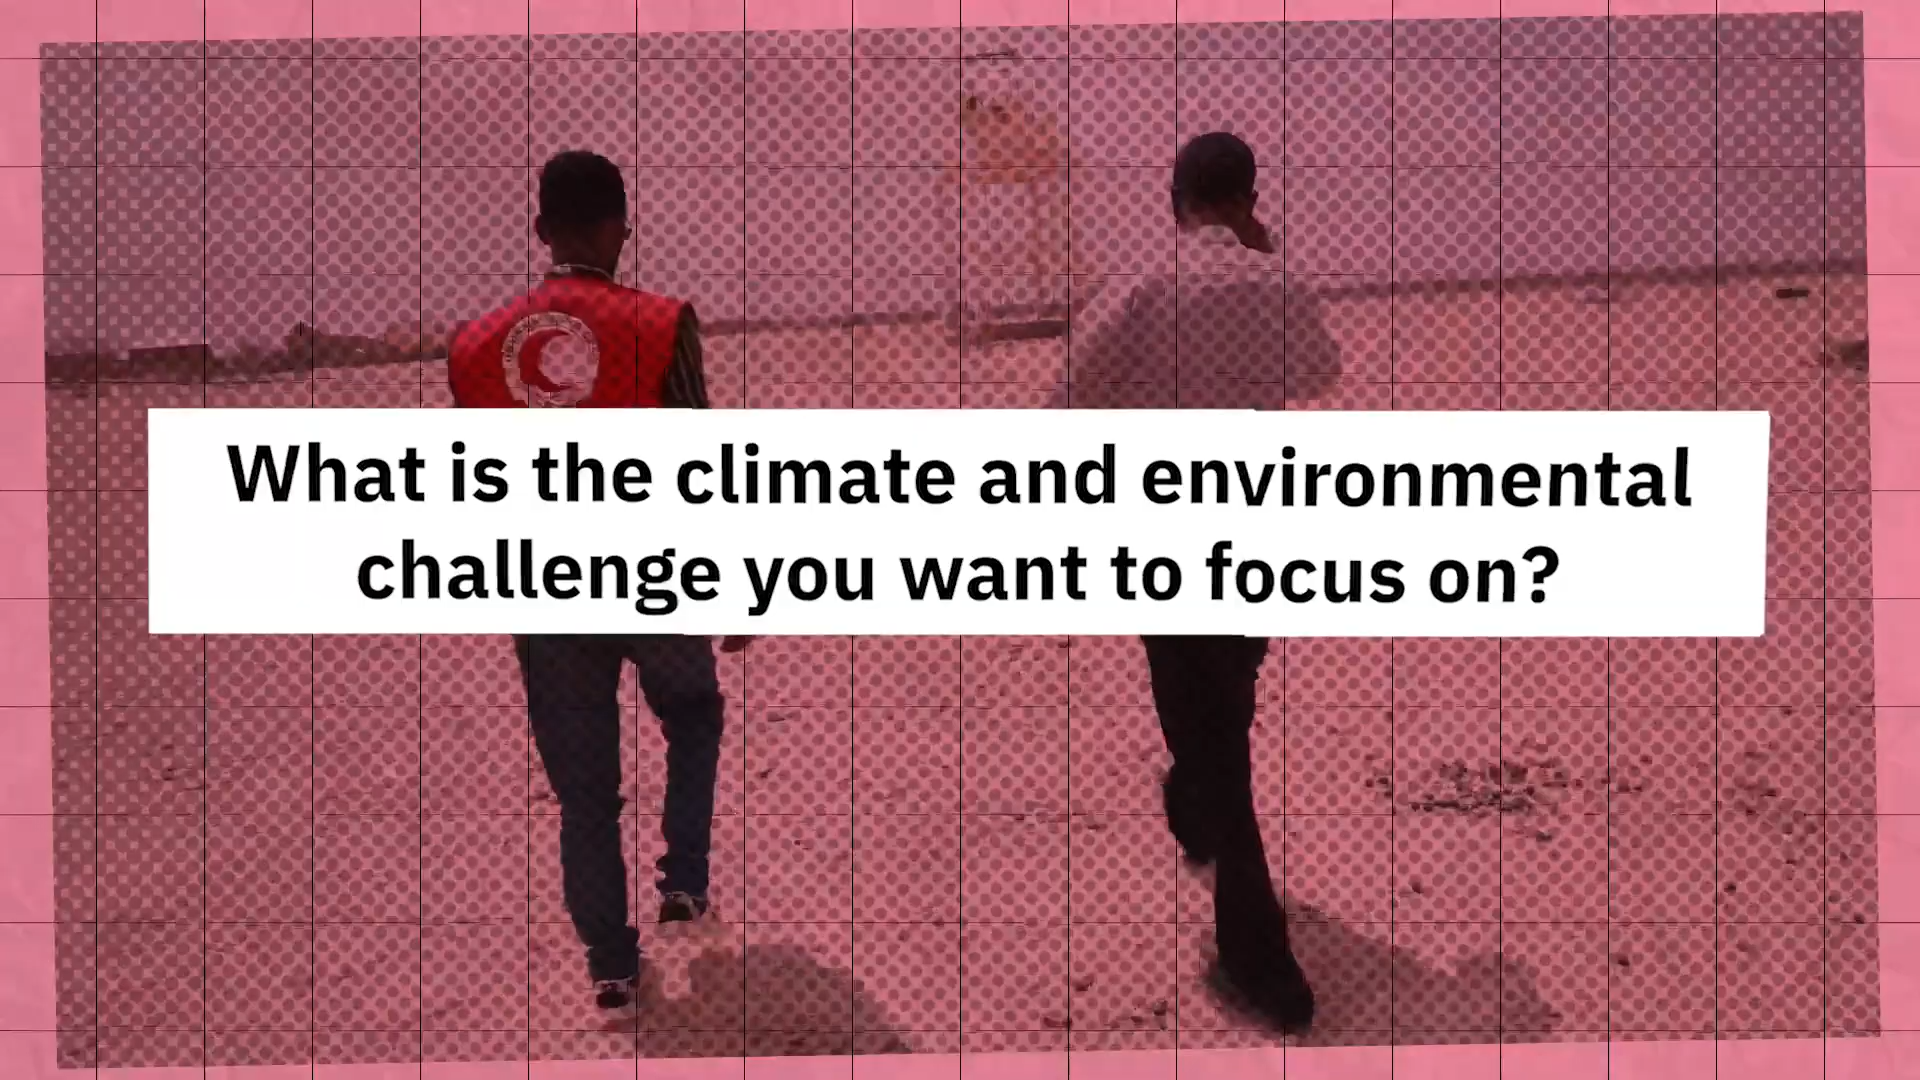 What is the climate and environmental
challenge you want to focus on?